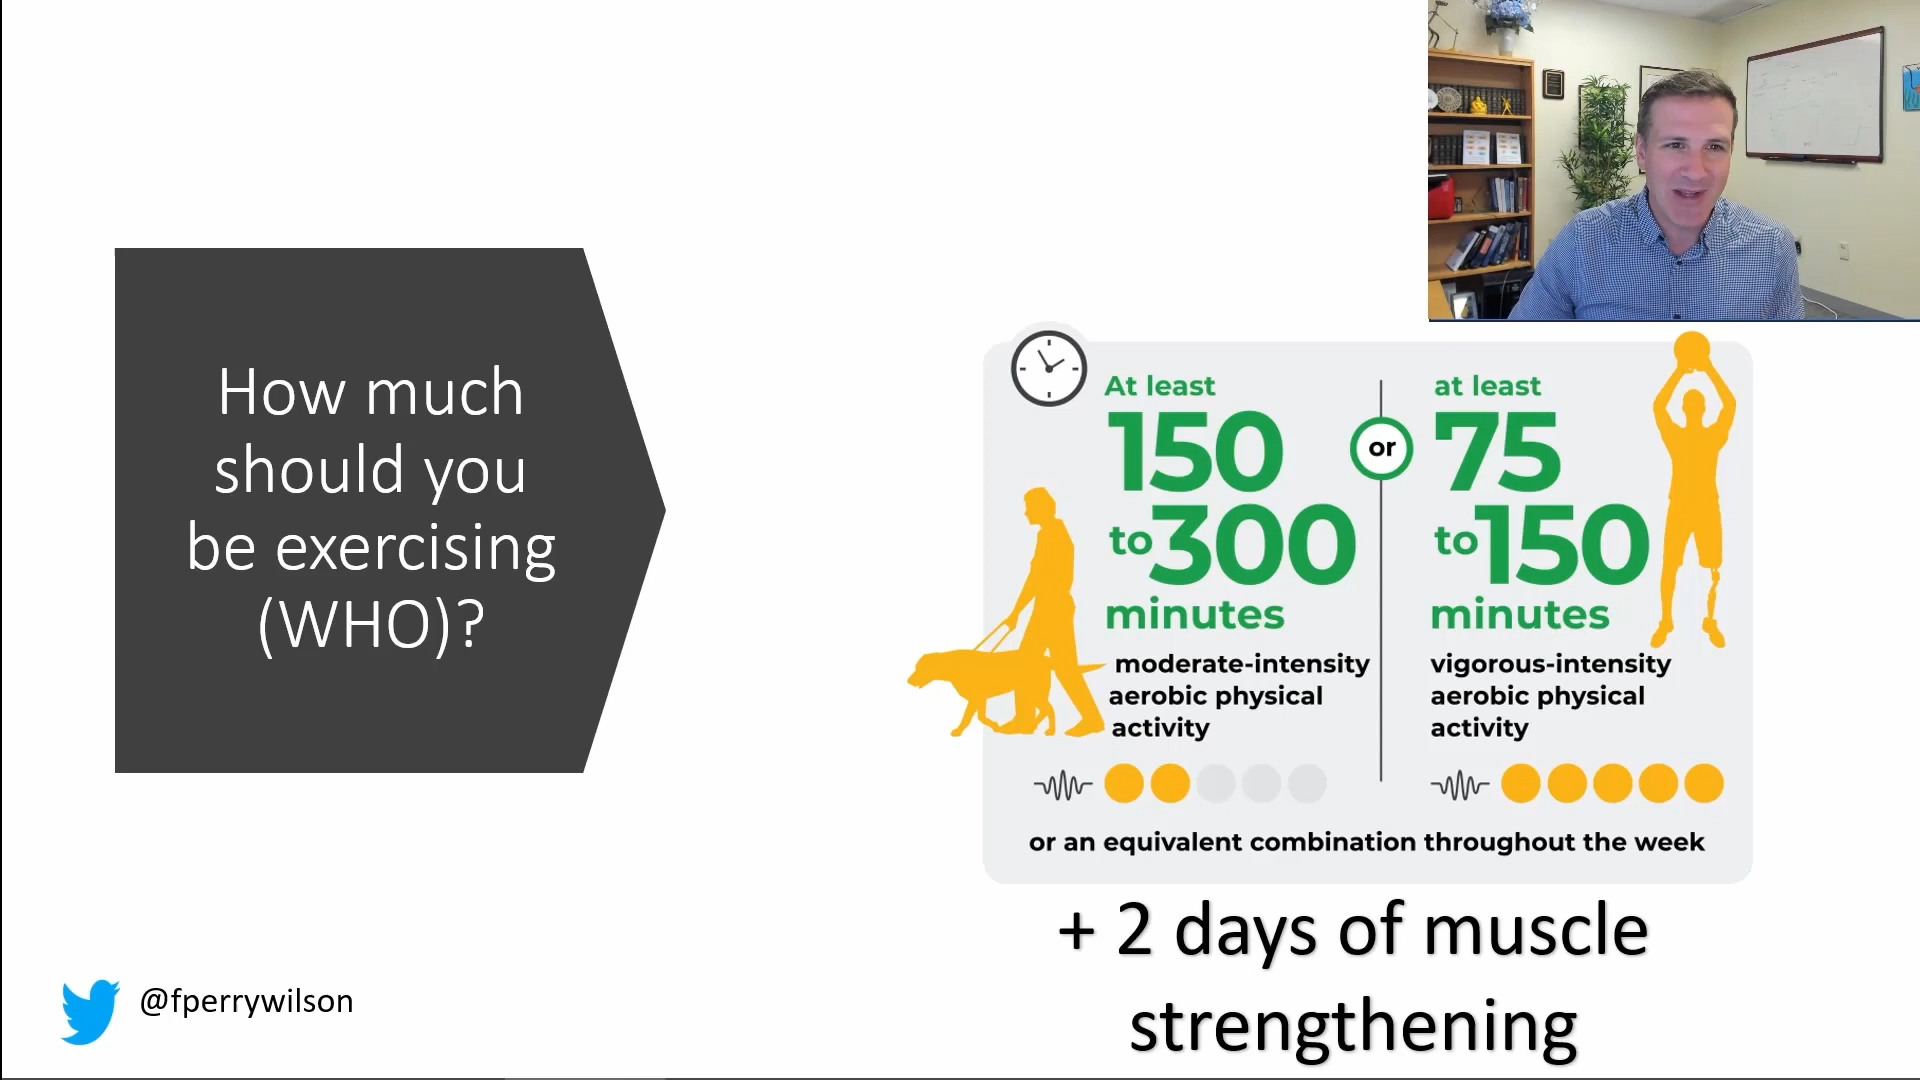 How much
should you
be exercising
(WHO)?
At least
150
to 300
minutes
moderate-intensity
aerobic physical
activity
or
at least
75
to 150
minutes
vigorous-intensity
aerobic physical
activity
or an equivalent combination throughout the week
+ 2 days of muscle
strengthening
@fperrywilson